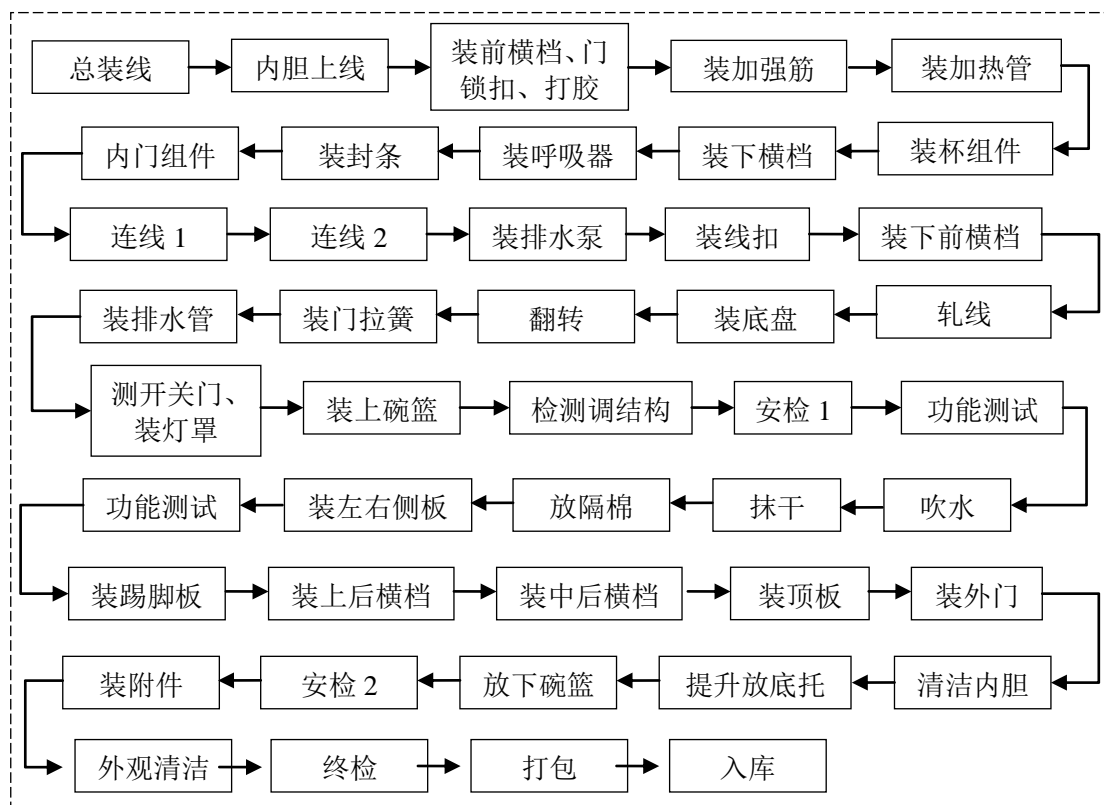 总装线
内胆上线
装前横档、门
锁扣、打胶
装加强筋
装加热管
内门组件
装封条
装呼吸器
装下横档
装杯组件
连线 1
连线 2
装排水泵
装线扣
装下前横档
装排水管
装门拉簧
翻转
装底盘
轧线
测开关门、
装灯罩
装上碗篮
检测调结构
安检 1
功能测试
功能测试
装左右侧板
放隔棉
抹干
吹水
装踢脚板
装上后横档
装中后横档
装顶板
装外门
装附件
安检 2
放下碗篮
提升放底托
清洁内胆
外观清洁
终检
打包
入库